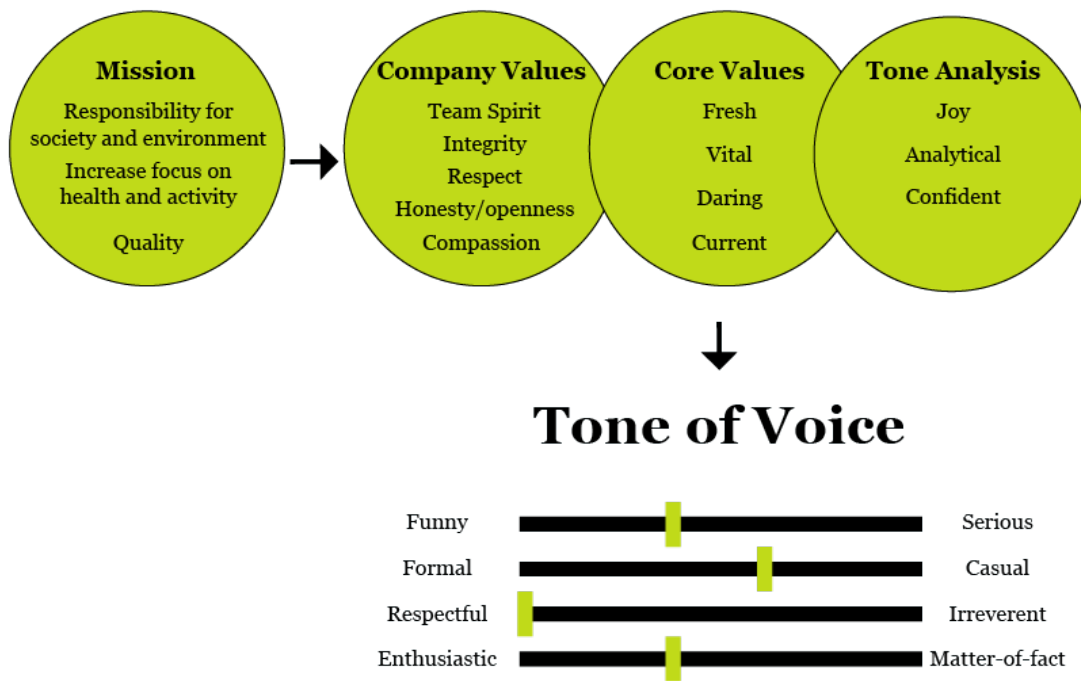 Mission
Responsibility for
society and environment
Increase focus on
health and activity
Quality
Company Values
Team Spirit
Integrity
Respect
Honesty/openness
Compassion
Core Values
Fresh
Vital
Daring
Current
Tone Analysis
Joy
Analytical
Confident
Tone of Voice
Funny Serious
Formal Casual
Respectful Irreverent
Enthusiastic Matter-of-fact